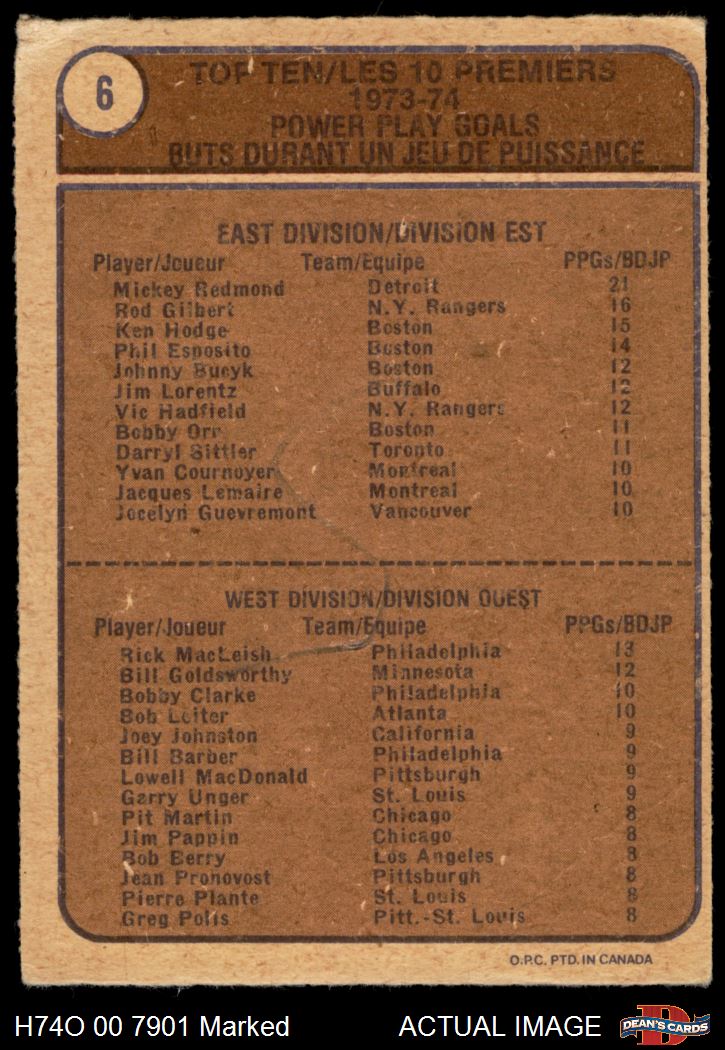 6
TOP TEN/LES 10 PREMIERS
1973-74
POWER PLAY GOALS
BUTS DURANT UN JEU DE PUISSANCE
EAST DIVISION/DIVISION EST
Player/Joueur Team/Equipe PPGs/BDJP
Mickey Redmond Detroit 21
Rod Gilbert N.Y. Rangers 16
Ken Hodge Boston 15
Phil Esposito Boston 14
Johnny Bucyk Boston 12
Jim Lorentz Buffalo 12
Vic Hadfield N.Y. Rangers 12
Bobby Orr Boston 11
Darryl Sittler Toronto 11
Yvan Cournoyer Montreal 10
Jacques Lemaire Montreal 10
Jocelyn Guevremont Vancouver 10
WEST DIVISION/DIVISION OUEST
Player/Joueur Team/Equipe PPGs/BDJP
Rick MacLeish Philadelphia 13
Bill Goldsworthy Minnesota 12
Bobby Clarke Philadelphia 10
Bob Leiter Atlanta 10
Joey Johnston California 9
Bill Barber Philadelphia 9
Lowell MacDonald Pittsburgh 9
Garry Unger St. Louis 9
Pit Martin Chicago 8
Jim Pappin Chicago 8
Bob Berry Los Angeles 8
Jean Pronovost Pittsburgh 8
Pierre Plante St. Louis 8
Greg Polis Pitt.-St. Louis 8
O.P.C. PTD. IN CANADA
H74O 00 7901 Marked ACTUAL IMAGE DEAN'S CARDS